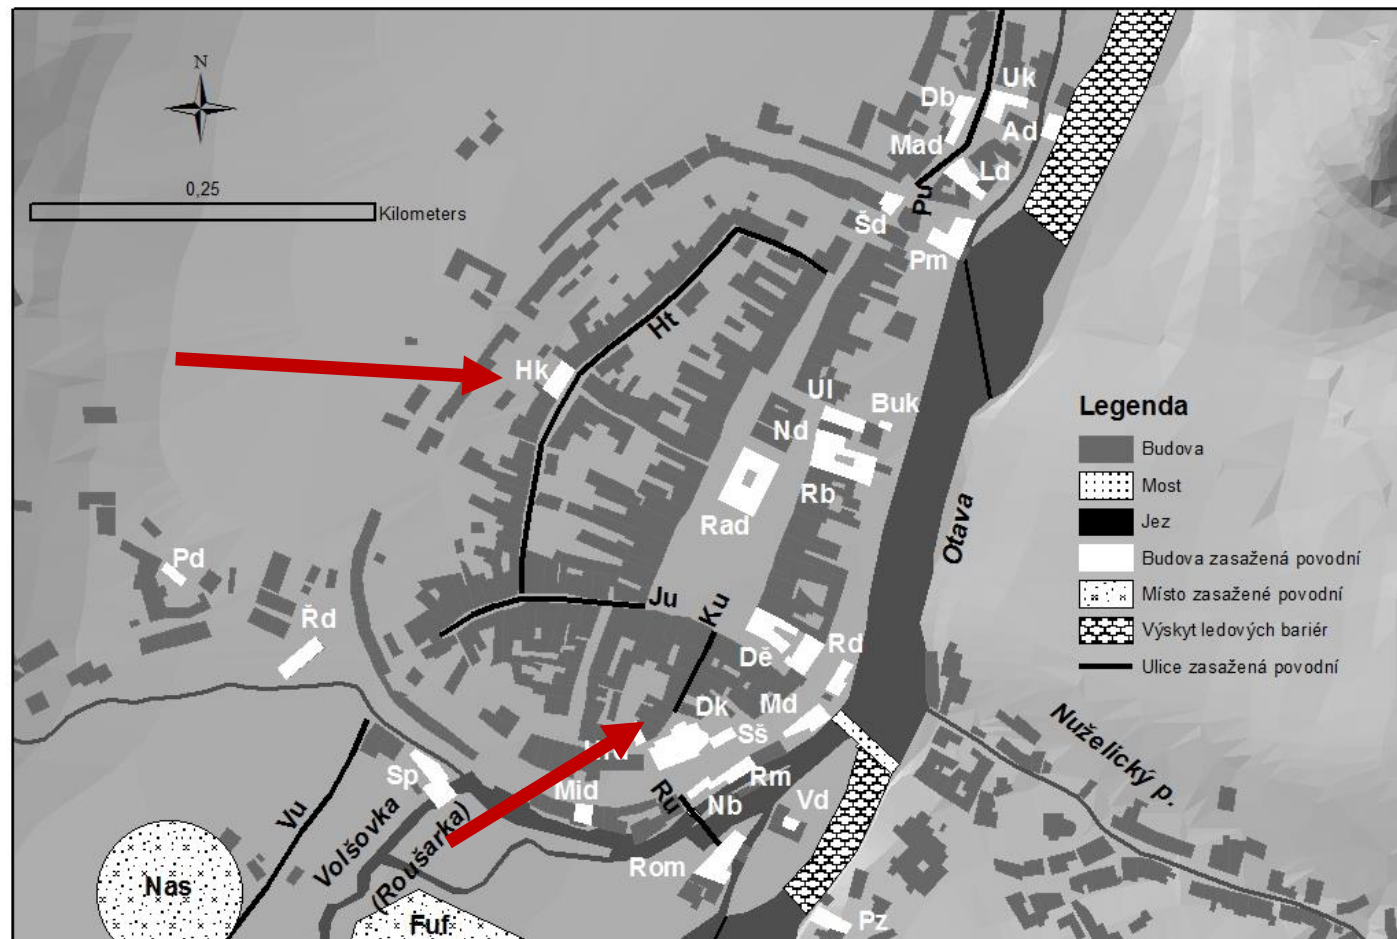 N
0,25
Kilometers
Uk
Db
Ad
Mad
Ld
Pu
Šd
Pm
Ht
Hk
Ul
Buk
Nd
Rb
Rad
Otava
Legenda
Budova
Most
Jez
Budova zasažená povodní
Místo zasažené povodní
Výskyt ledových bariér
Ulice zasažená povodní
Pd
Řd
Ju
Ku
Dě
Rd
Dk
Md
Sš
Nuželický p.
Sp
Mid
Ru
Rm
Nb
Vd
Vu
Volšovka
(Roušarka)
Rom
Nas
Fuf
Pz